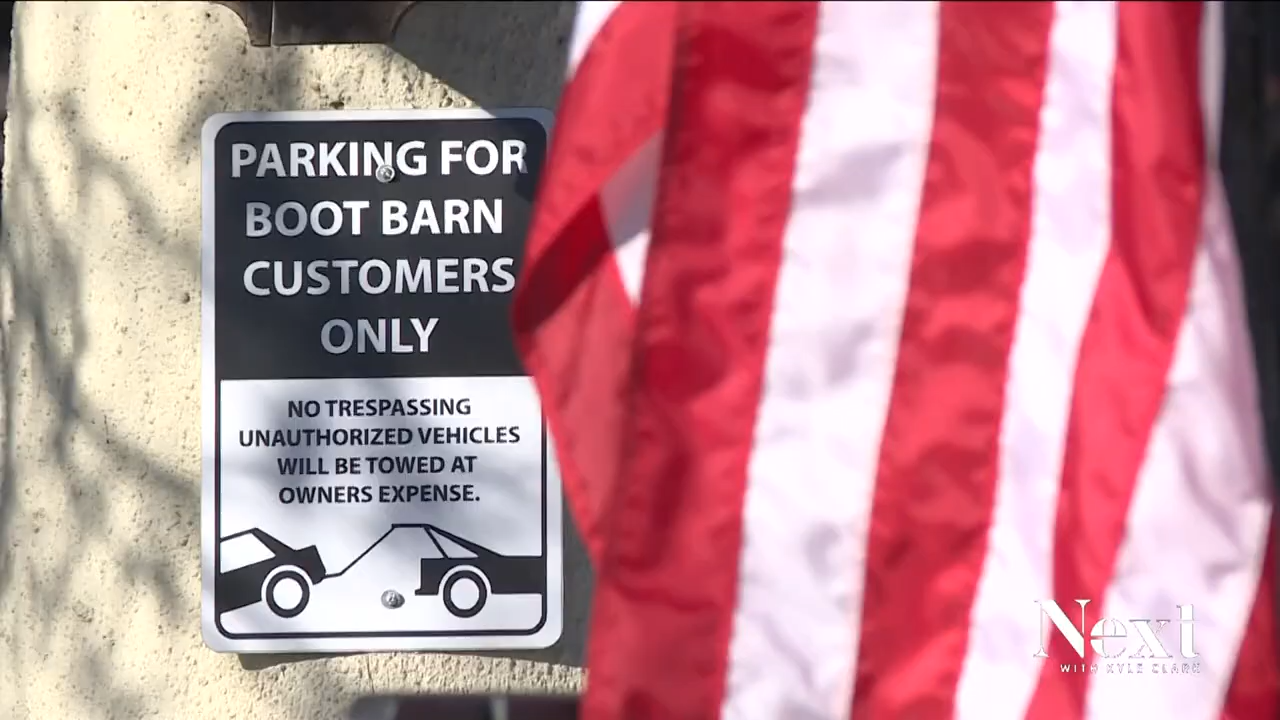 PARKING FOR
BOOT BARN
CUSTOMERS
ONLY
NO TRESPASSING
UNAUTHORIZED VEHICLES
WILL BE TOWED AT
OWNERS EXPENSE.
Next
WITH KYLE CLARK